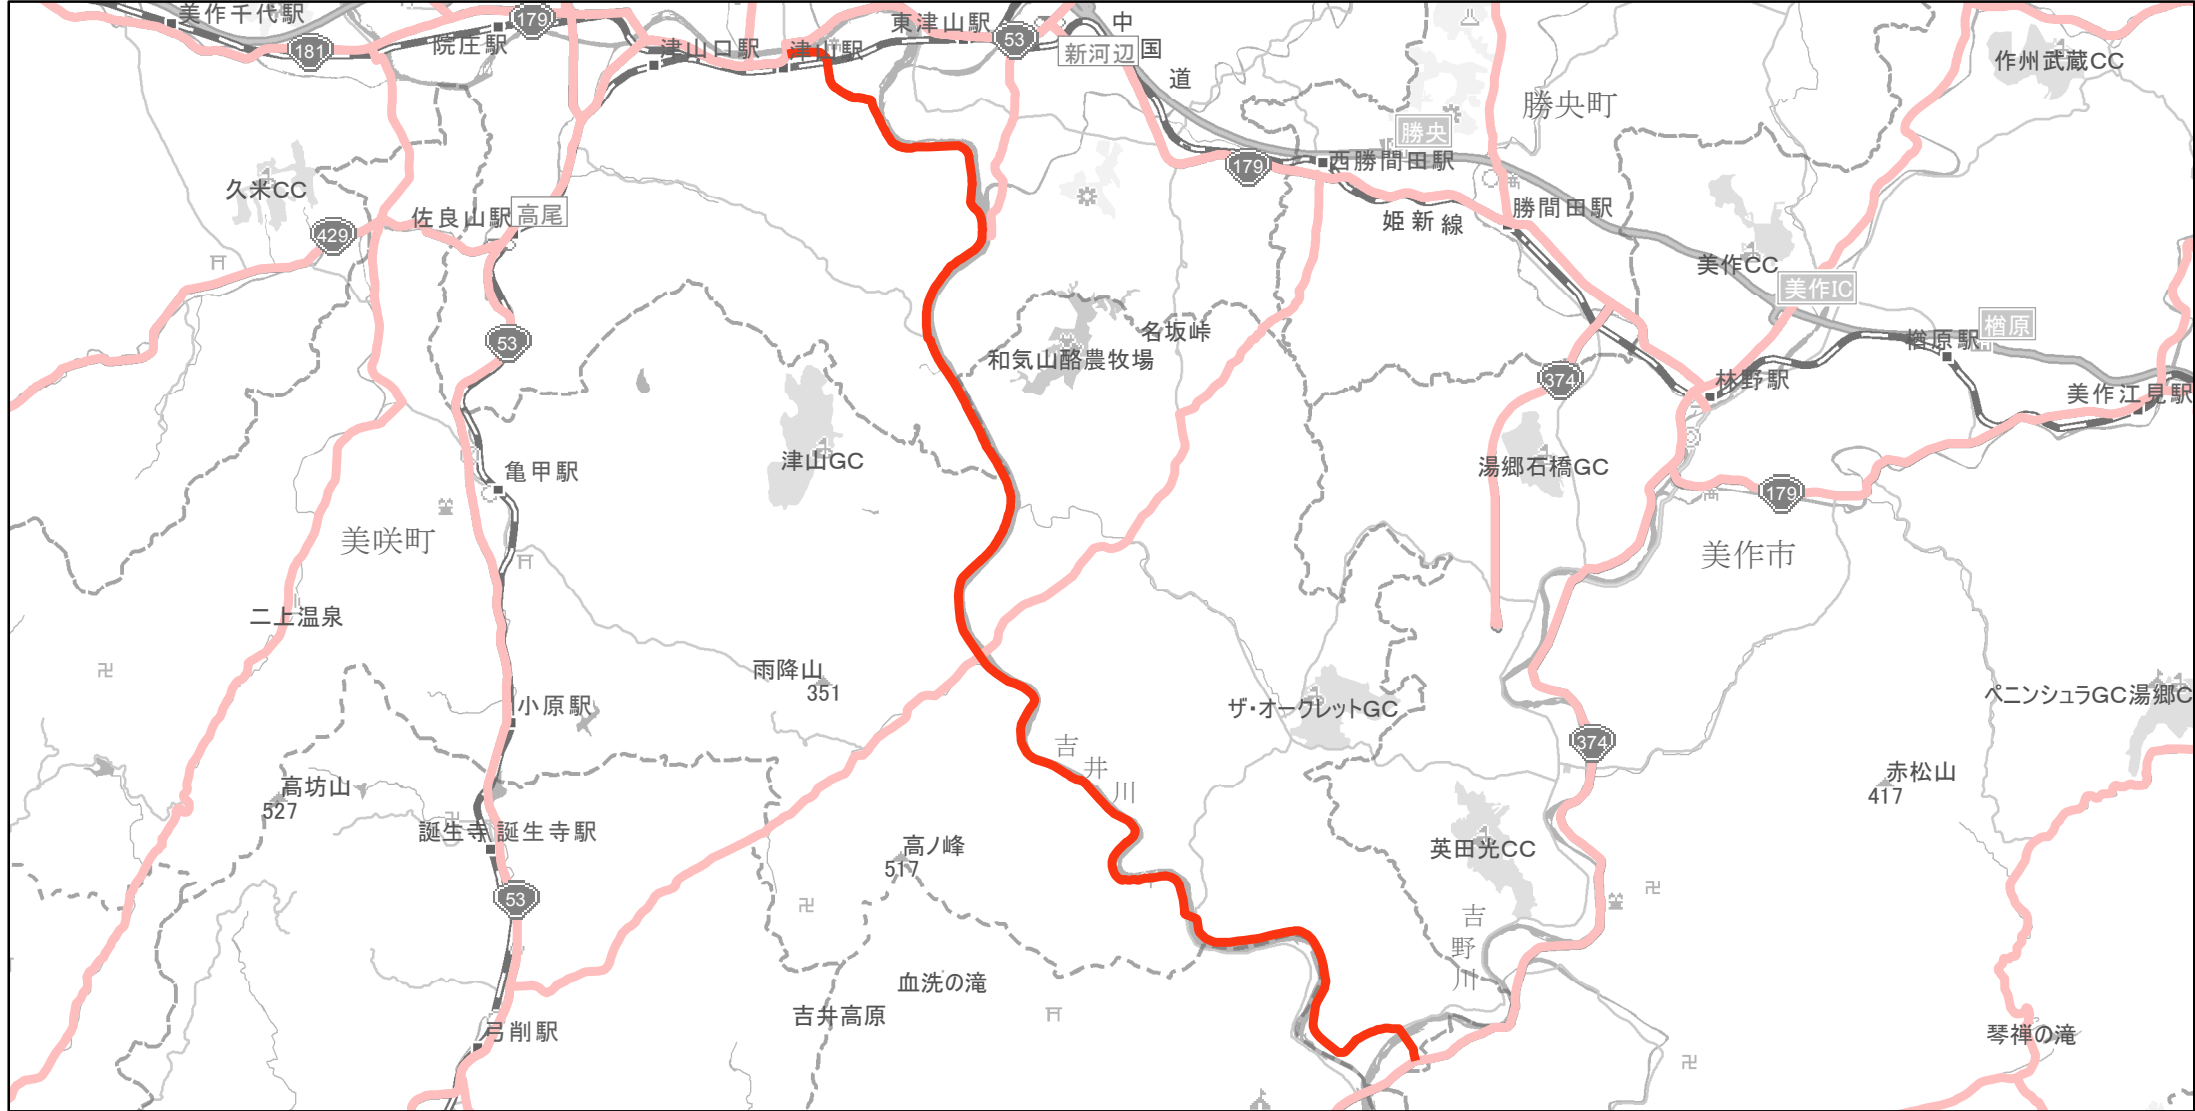 美作千代駅
179
院庄駅
181
津山口駅
津山駅
東津山駅
53
新河辺
中
国
道
作州武蔵CC
勝央町
勝央
西勝間田駅
179
久米CC
佐良山駅
高尾
429
姫新線
勝間田駅
美作CC
美作IC
楢原
楢原駅
53
和気山酪農牧場
名坂峠
374
林野駅
美作江見駅
津山GC
亀甲駅
湯郷石橋GC
179
美咲町
美作市
二上温泉
雨降山
351
小原駅
ザ・オークレットGC
ペニンシュラGC湯郷C
374
吉
井
川
高坊山
527
赤松山
417
誕生寺
誕生寺駅
高ノ峰
517
英田光CC
53
吉
野
川
血洗の滝
吉井高原
弓削駅
琴禅の滝